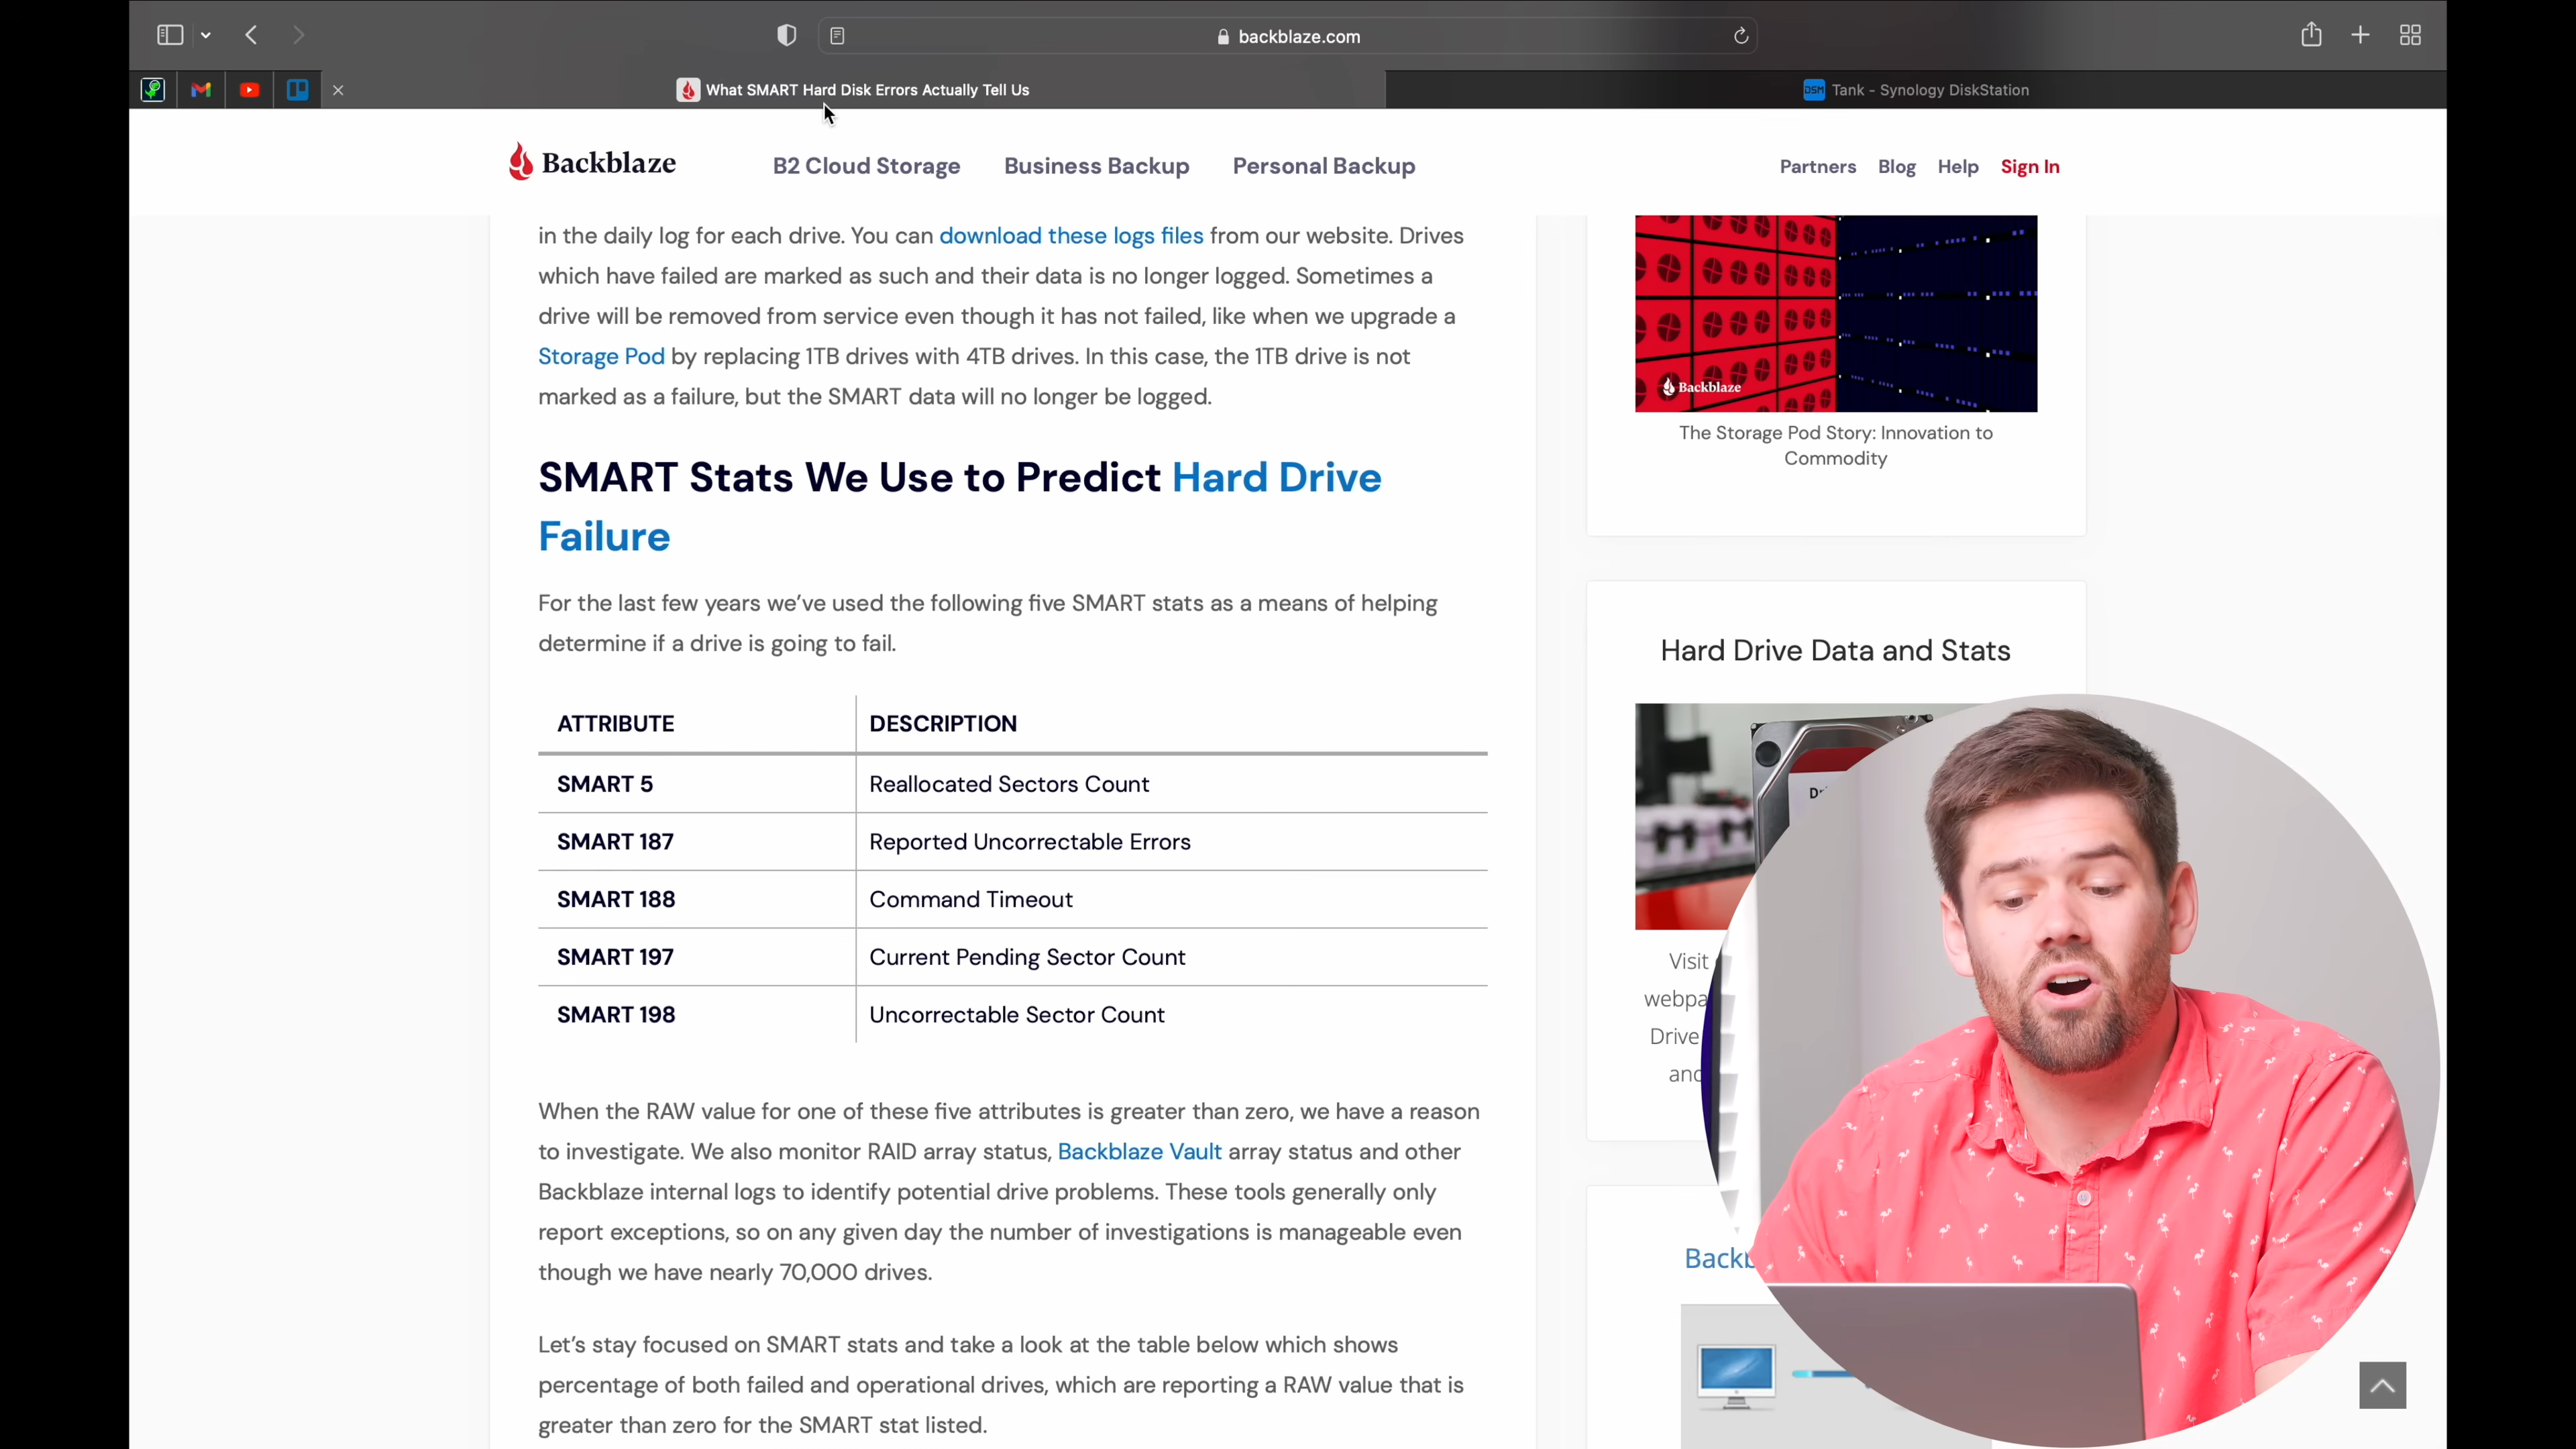 backblaze.com
What SMART Hard Disk Errors Actually Tell Us
DSM Tank - Synology DiskStation
Backblaze
B2 Cloud Storage
Business Backup
Personal Backup
Partners
Blog
Help
Sign In
in the daily log for each drive. You can download these logs files from our website. Drives
which have failed are marked as such and their data is no longer logged. Sometimes a
drive will be removed from service even though it has not failed, like when we upgrade a
Storage Pod by replacing 1TB drives with 4TB drives. In this case, the 1TB drive is not
marked as a failure, but the SMART data will no longer be logged.
SMART Stats We Use to Predict Hard Drive
Failure
For the last few years we've used the following five SMART stats as a means of helping
determine if a drive is going to fail.
ATTRIBUTE DESCRIPTION
SMART 5 Reallocated Sectors Count
SMART 187 Reported Uncorrectable Errors
SMART 188 Command Timeout
SMART 197 Current Pending Sector Count
SMART 198 Uncorrectable Sector Count
When the RAW value for one of these five attributes is greater than zero, we have a reason
to investigate. We also monitor RAID array status, Backblaze Vault array status and other
Backblaze internal logs to identify potential drive problems. These tools generally only
report exceptions, so on any given day the number of investigations is manageable even
though we have nearly 70,000 drives.
Let's stay focused on SMART stats and take a look at the table below which shows
percentage of both failed and operational drives, which are reporting a RAW value that is
greater than zero for the SMART stat listed.
Backblaze
The Storage Pod Story: Innovation to
Commodity
Hard Drive Data and Stats
Visit
webpa
Drive
and